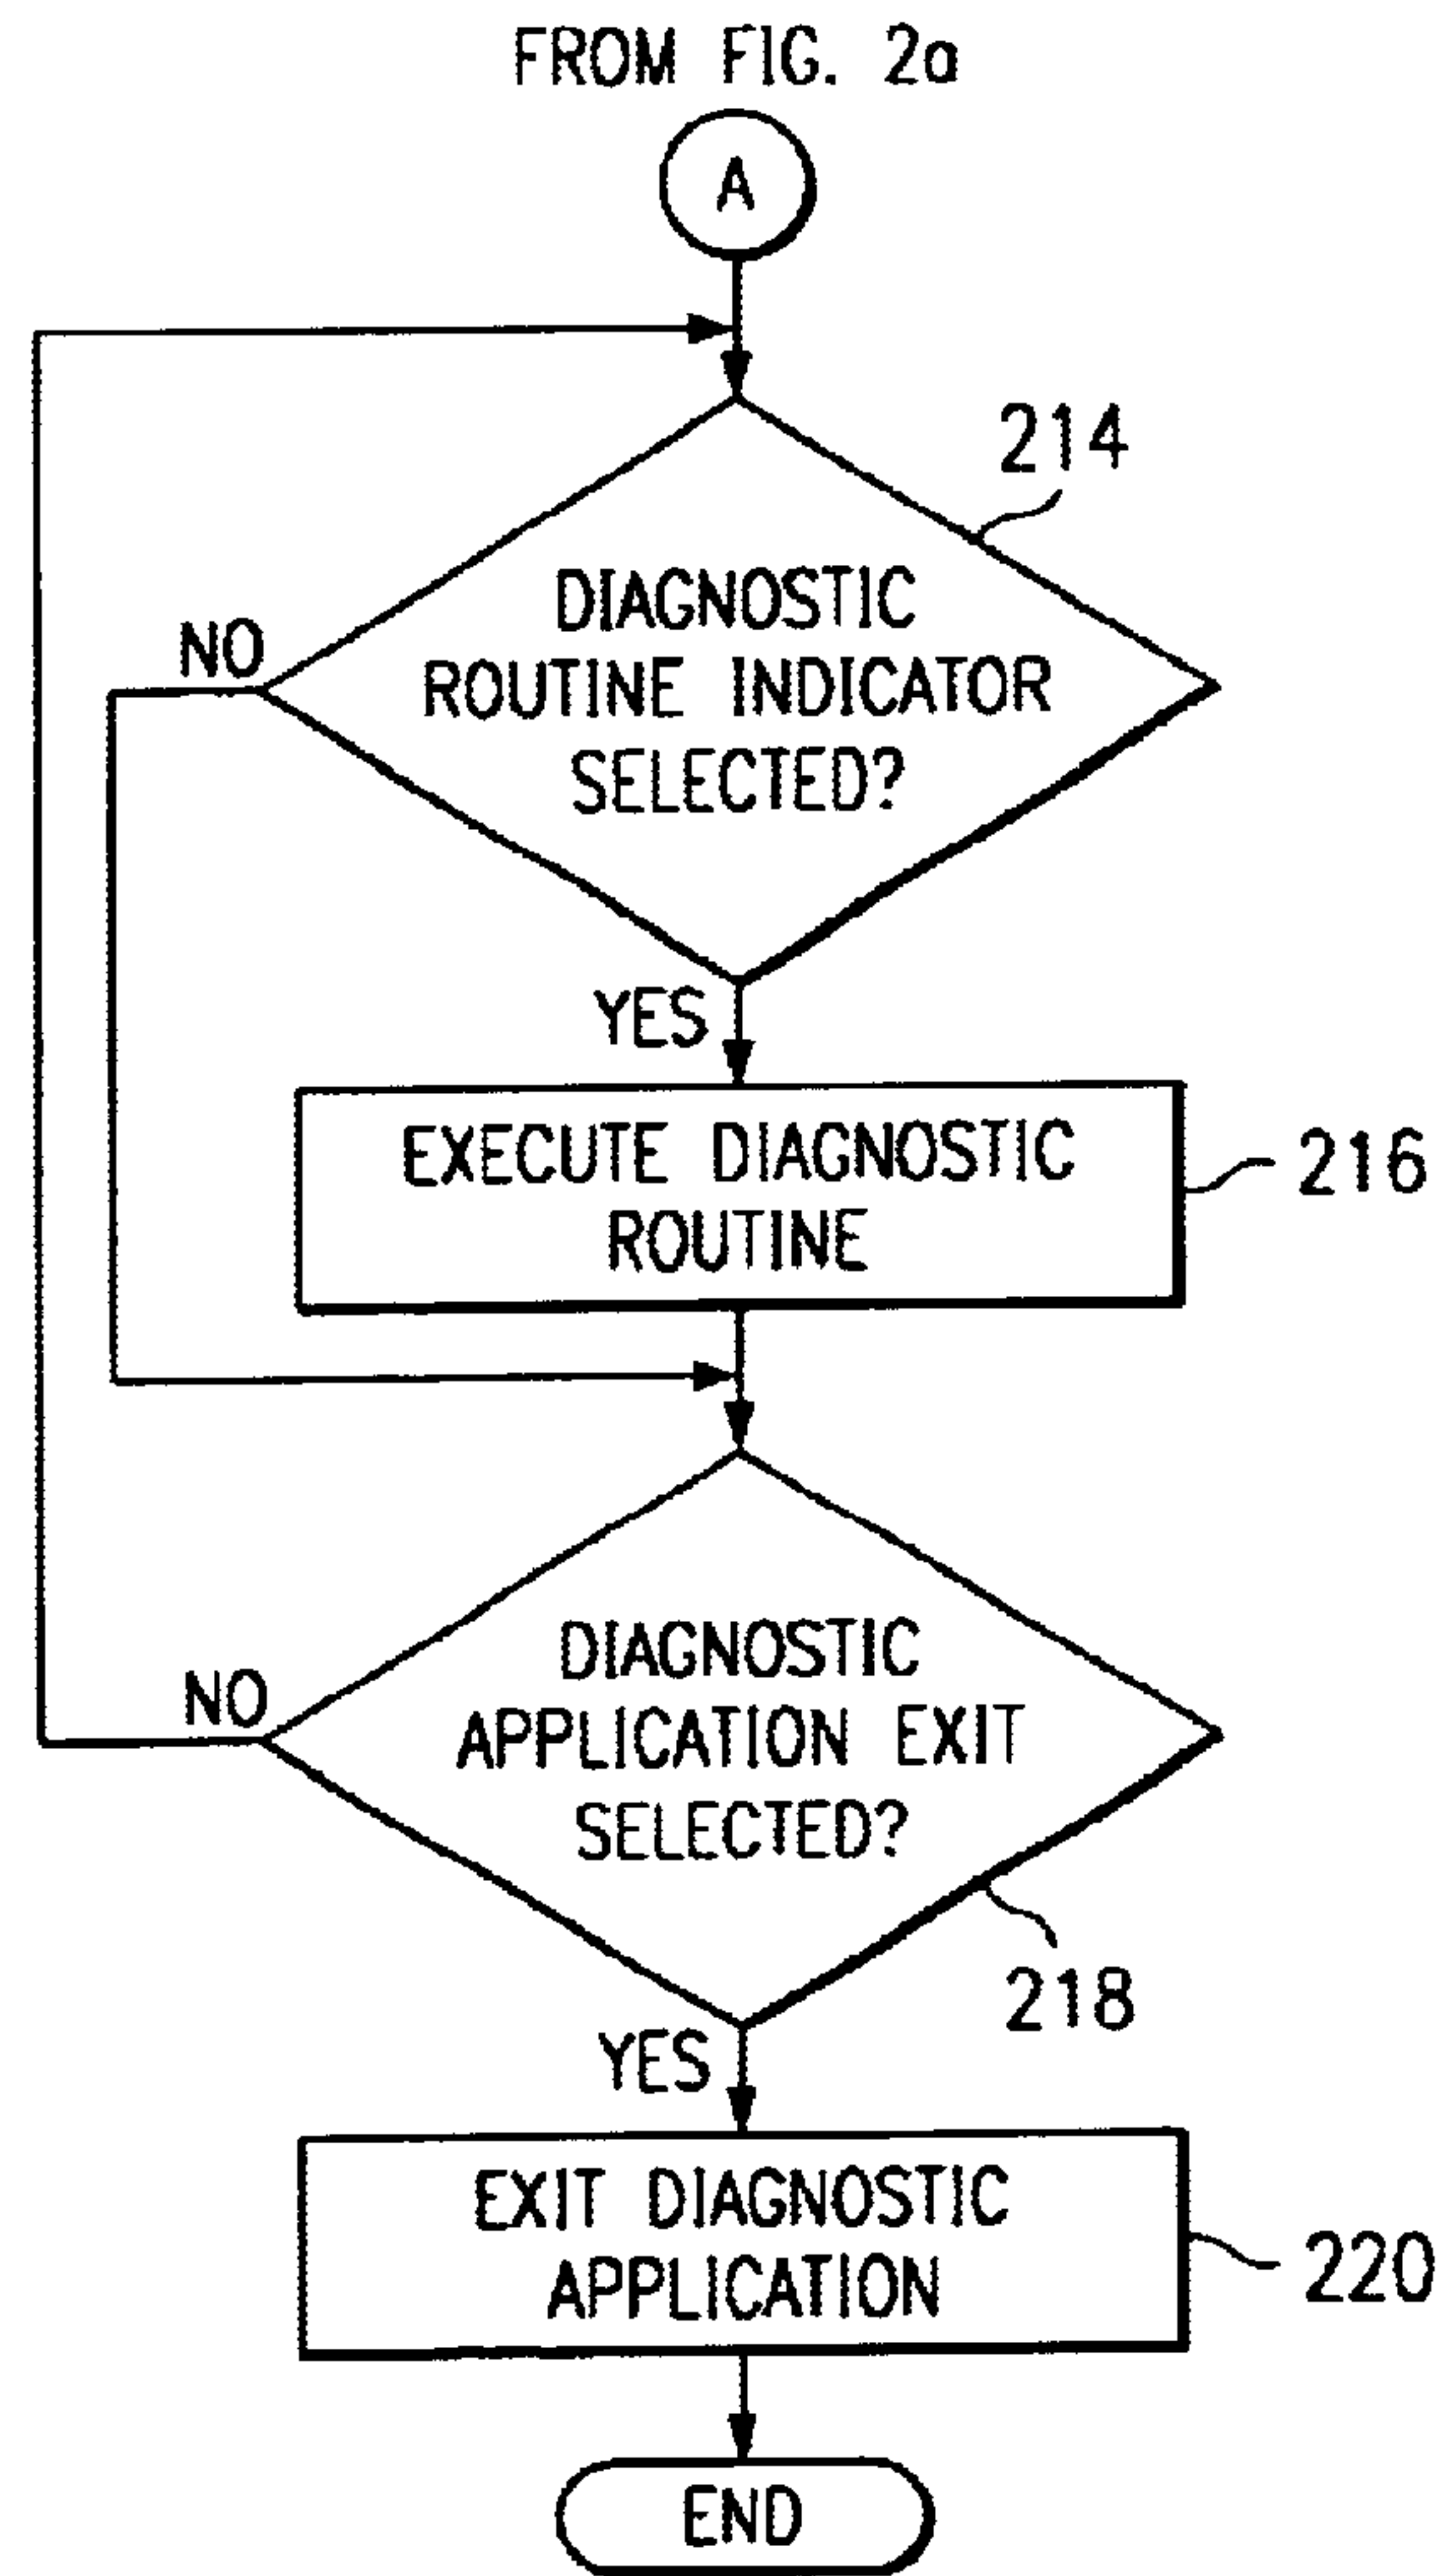 FROM FIG. 2a
A
214
DIAGNOSTIC
ROUTINE INDICATOR
SELECTED?
NO
YES
EXECUTE DIAGNOSTIC
ROUTINE
216
DIAGNOSTIC
APPLICATION EXIT
SELECTED?
NO
218
YES
EXIT DIAGNOSTIC
APPLICATION
220
END